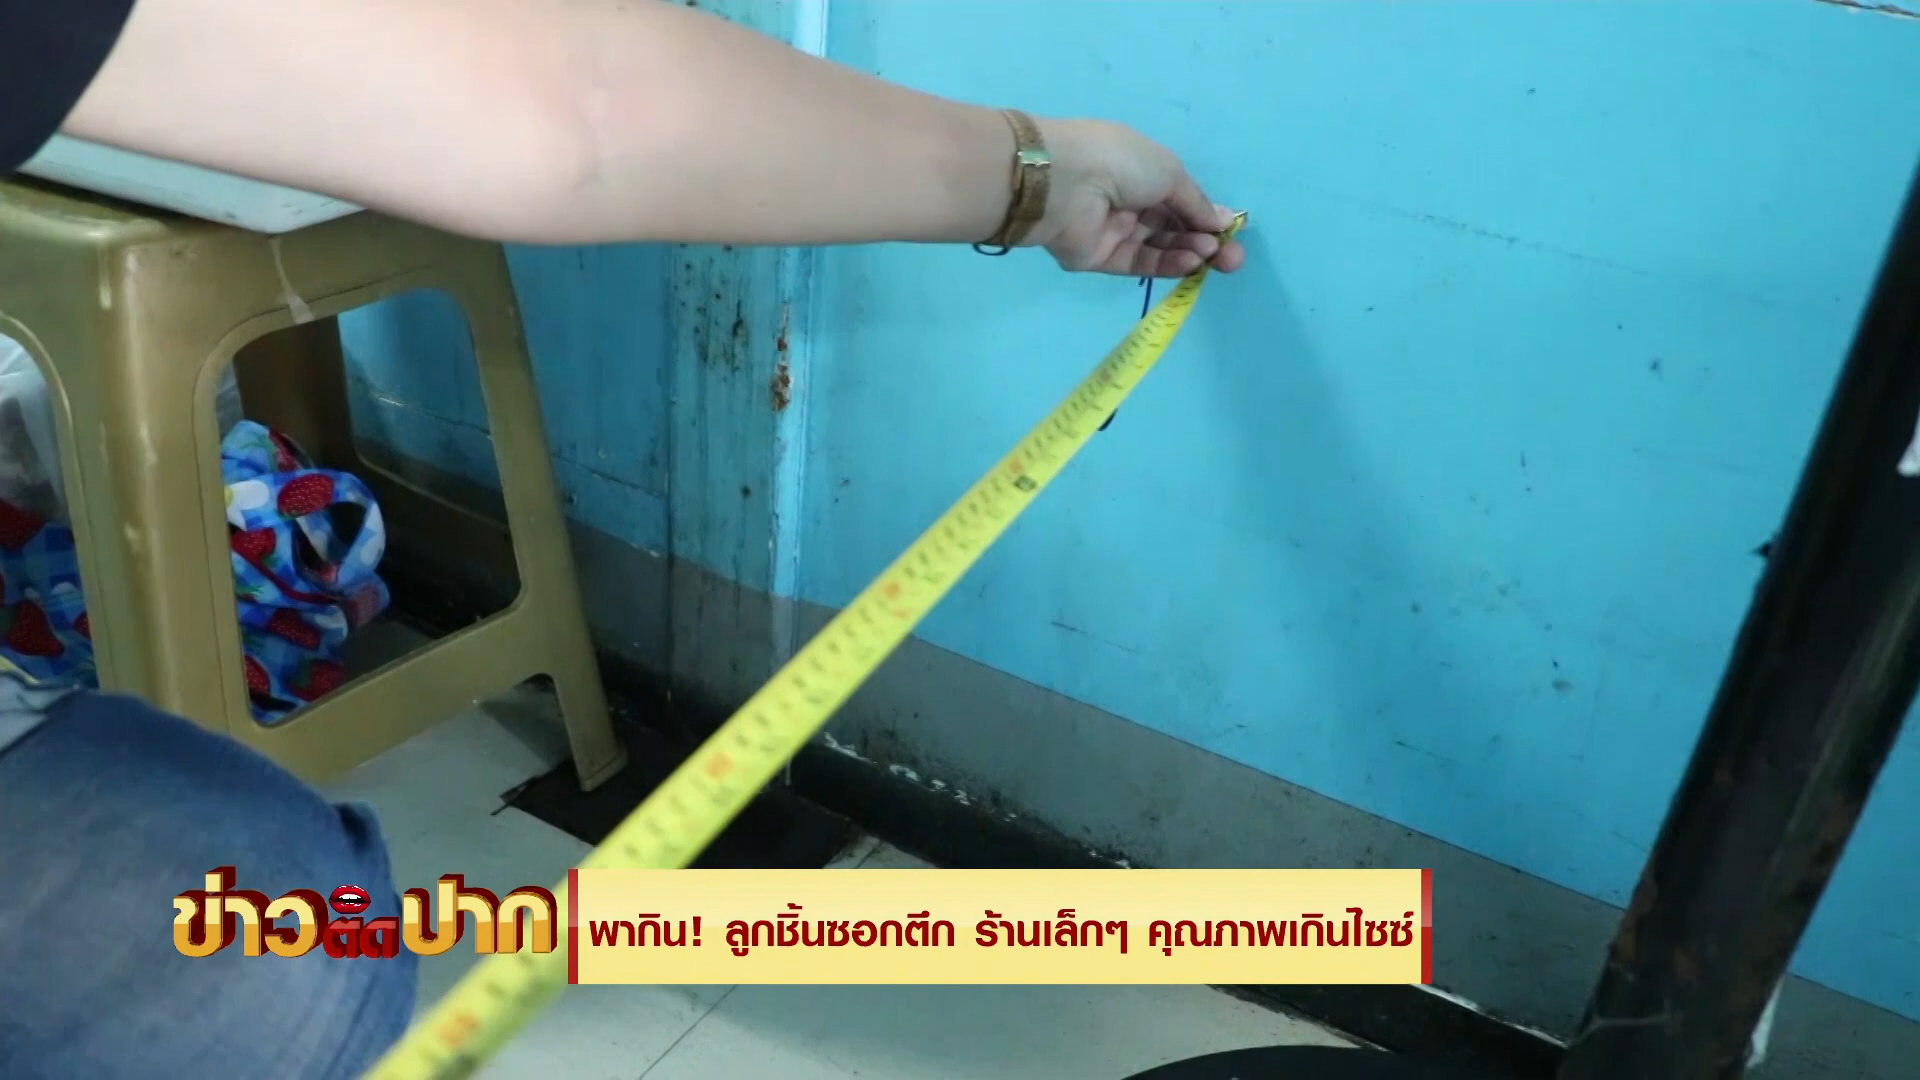 ข่าวติดปาก
พากิน! ลูกชิ้นซอกตึก ร้านเล็กๆ คุณภาพเกินไซซ์